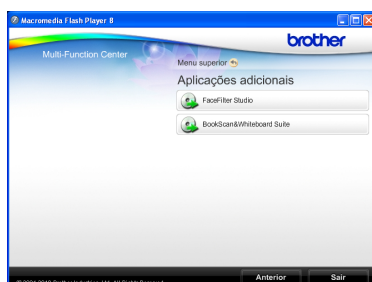 Macromedia Flash Player 8
brother
Multi-Function Center
Menu superior
Aplicações adicionais
FaceFilter Studio
BookScan&Whiteboard Suite
Anterior
Sair